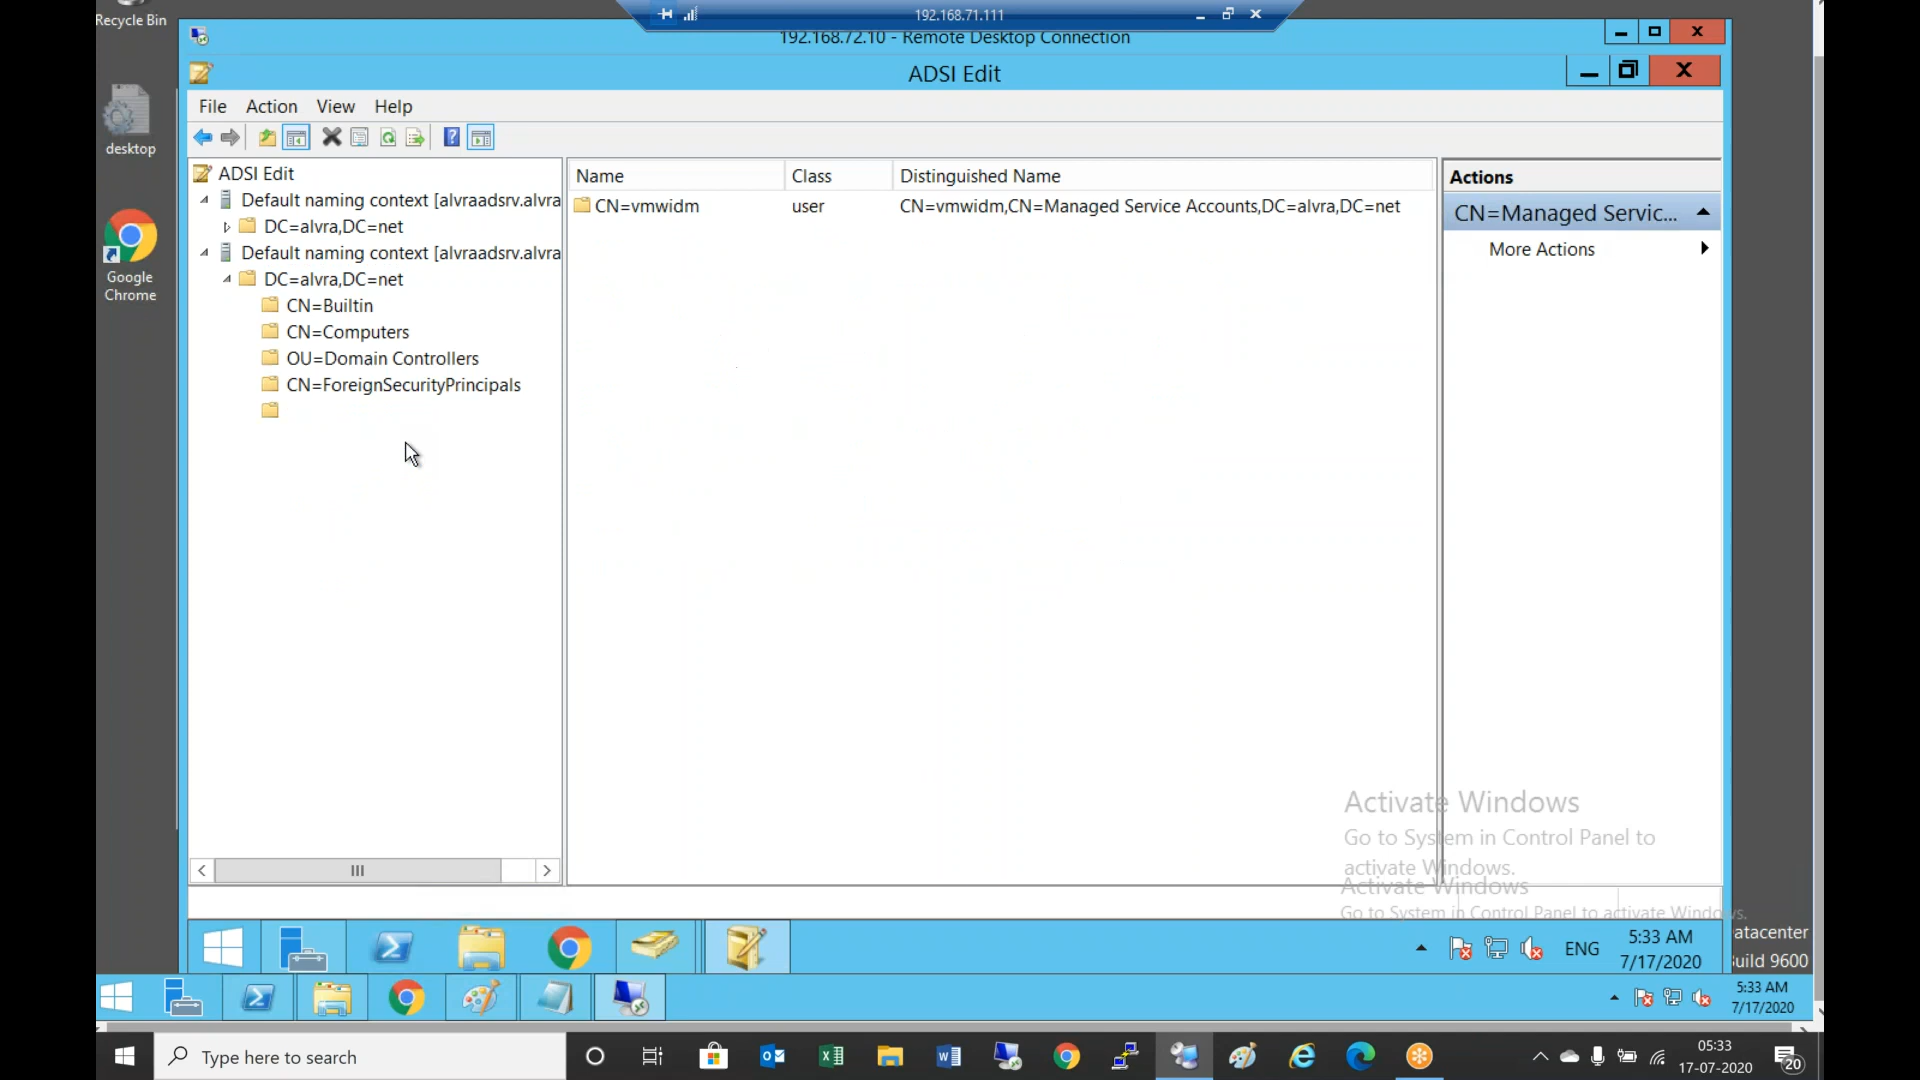 Recycle Bin
192.168.71.111
192.168.72.10 - Remote Desktop Connection
ADSI Edit
desktop
File Action View Help
ADSI Edit
Default naming context [alvraadsrv.alvra
DC=alvra,DC=net
Default naming context [alvraadsrv.alvra
DC=alvra,DC=net
CN=Builtin
CN=Computers
OU=Domain Controllers
CN=ForeignSecurityPrincipals
Name Class Distinguished Name
CN=vmwidm user CN=vmwidm,CN=Managed Service Accounts,DC=alvra,DC=net
Actions
CN=Managed Servic...
More Actions
Google
Chrome
Activate Windows
Go to System in Control Panel to
activate Windows.
Activate Windows
Go to System in Control Panel to activate Windows.
ENG
5:33 AM
7/17/2020
atacenter
uild 9600
5:33 AM
7/17/2020
Type here to search
05:33
17-07-2020
20